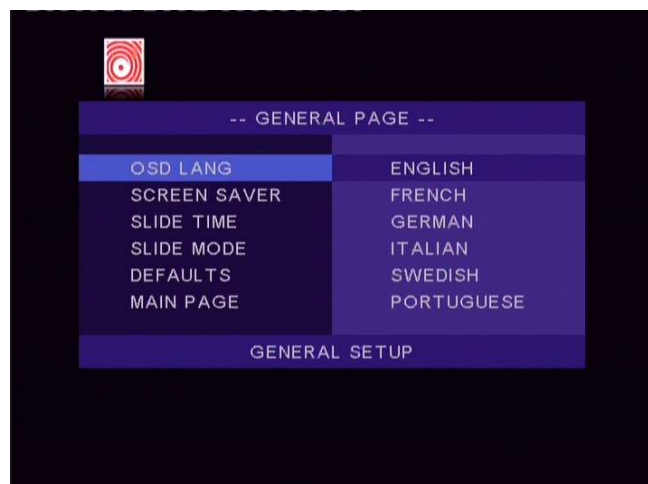 -- GENERAL PAGE --
OSD LANG ENGLISH
SCREEN SAVER FRENCH
SLIDE TIME GERMAN
SLIDE MODE ITALIAN
DEFAULTS SWEDISH
MAIN PAGE PORTUGUESE
GENERAL SETUP